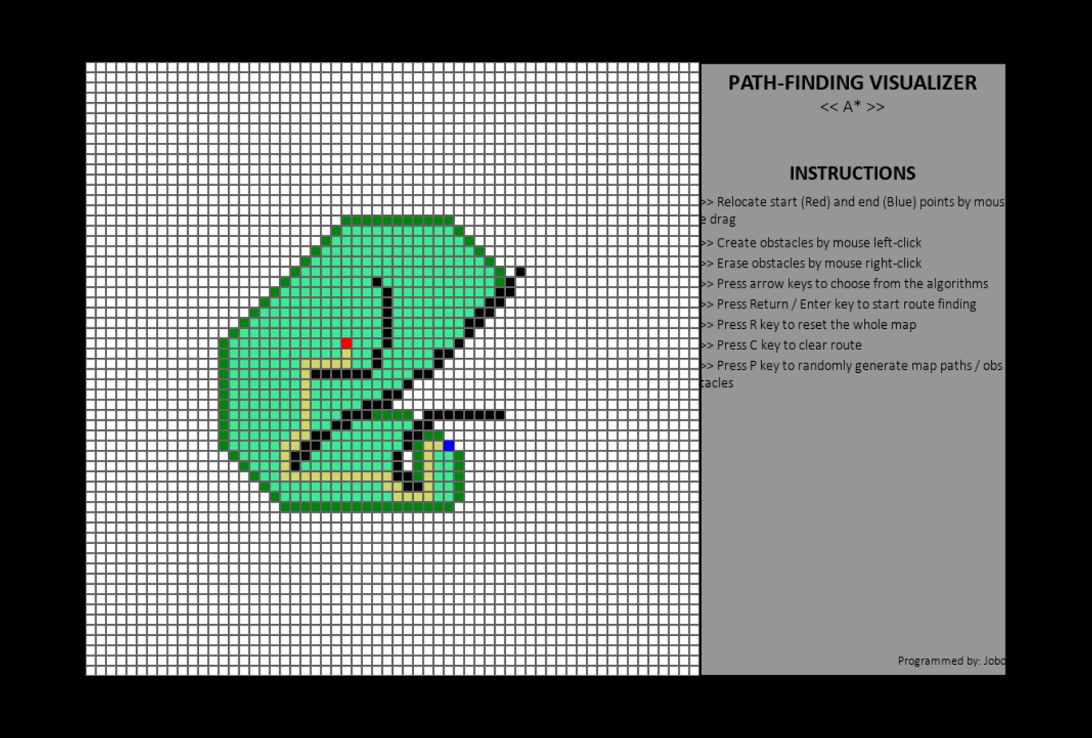 PATH-FINDING VISUALIZER
<< A* >>
INSTRUCTIONS
>> Relocate start (Red) and end (Blue) points by mous
e drag
>> Create obstacles by mouse left-click
>> Erase obstacles by mouse right-click
>> Press arrow keys to choose from the algorithms
>> Press Return / Enter key to start route finding
>> Press R key to reset the whole map
>> Press C key to clear route
>> Press P key to randomly generate map paths / obs
tacles
Programmed by: Jobo